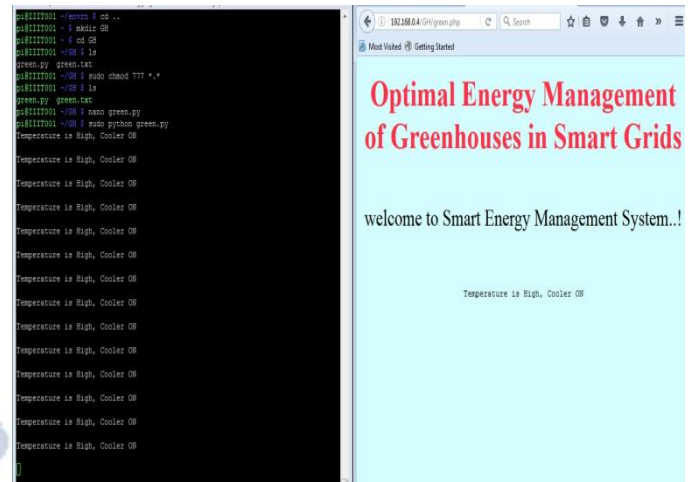 pi@IIIT001 ~/envrn $ cd ..
pi@IIIT001 ~ $ mkdir GH
pi@IIIT001 ~ $ cd GH
pi@IIIT001 ~/GH $ ls
green.py green.txt
pi@IIIT001 ~/GH $ sudo chmod 777 *.*
pi@IIIT001 ~/GH $ ls
green.py green.txt
pi@IIIT001 ~/GH $ nano green.py
pi@IIIT001 ~/GH $ sudo python green.py
Temperature is High, Cooler ON
Temperature is High, Cooler ON
Temperature is High, Cooler ON
Temperature is High, Cooler ON
Temperature is High, Cooler ON
Temperature is High, Cooler ON
Temperature is High, Cooler ON
Temperature is High, Cooler ON
Temperature is High, Cooler ON
Temperature is High, Cooler ON
Temperature is High, Cooler ON
Temperature is High, Cooler ON
Temperature is High, Cooler ON
Temperature is High, Cooler ON
192.168.0.4/GH/green.php
Search
Most Visited Getting Started
Optimal Energy Management
of Greenhouses in Smart Grids
welcome to Smart Energy Management System..!
Temperature is High, Cooler ON